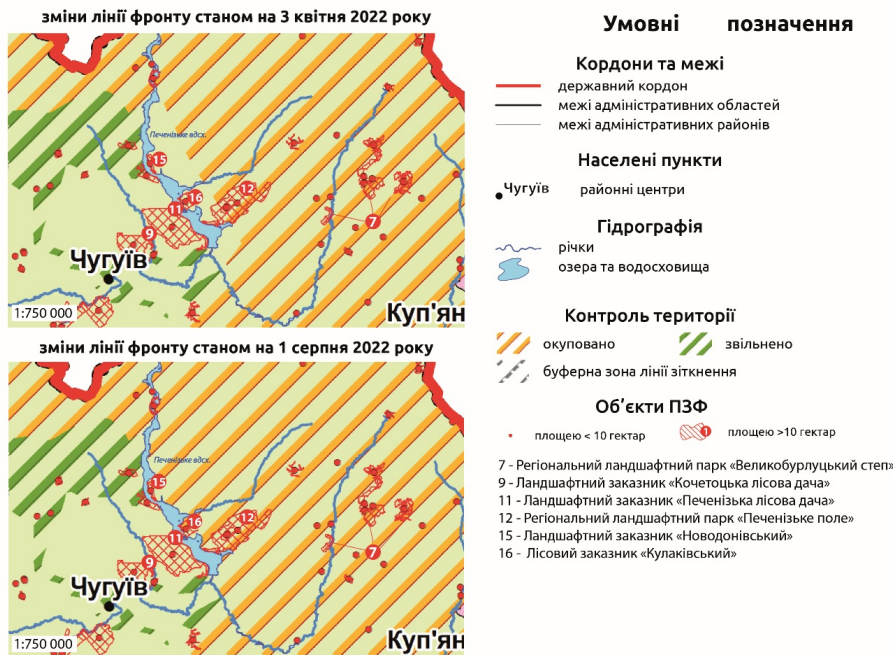 зміни лінії фронту станом на 3 квітня 2022 року
Печенізьке вдсх.
15
16
12
11
7
9
Чугуїв
Куп'ян
1:750 000
зміни лінії фронту станом на 1 серпня 2022 року
Печенізьке вдсх.
15
16
12
11
7
9
Чугуїв
Куп'ян
1:750 000
Умовні позначення
Кордони та межі
державний кордон
межі адміністративних областей
межі адміністративних районів
Населені пункти
Чугуїв районні центри
Гідрографія
річки
озера та водосховища
Контроль території
окуповано звільнено
буферна зона лінії зіткнення
Об’єкти ПЗФ
площею < 10 гектар 1 площею >10 гектар
7 - Регіональний ландшафтний парк «Великобурлуцький степ»
9 - Ландшафтний заказник «Кочетоцька лісова дача»
11 - Ландшафтний заказник «Печенізька лісова дача»
12 - Регіональний ландшафтний парк «Печенізьке поле»
15 - Ландшафтний заказник «Новодонівський»
16 - Лісовий заказник «Кулаківський»